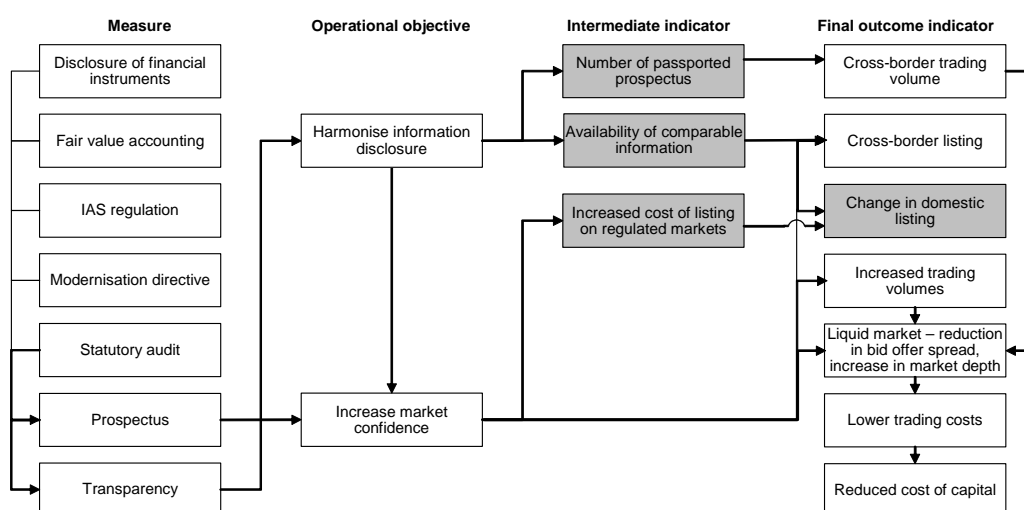 Measure
Operational objective
Intermediate indicator
Final outcome indicator
Disclosure of financial
instruments
Fair value accounting
IAS regulation
Modernisation directive
Statutory audit
Prospectus
Transparency
Harmonise information
disclosure
Increase market
confidence
Number of passported
prospectus
Availability of comparable
information
Increased cost of listing
on regulated markets
Cross-border trading
volume
Cross-border listing
Change in domestic
listing
Increased trading
volumes
Liquid market – reduction
in bid offer spread,
increase in market depth
Lower trading costs
Reduced cost of capital